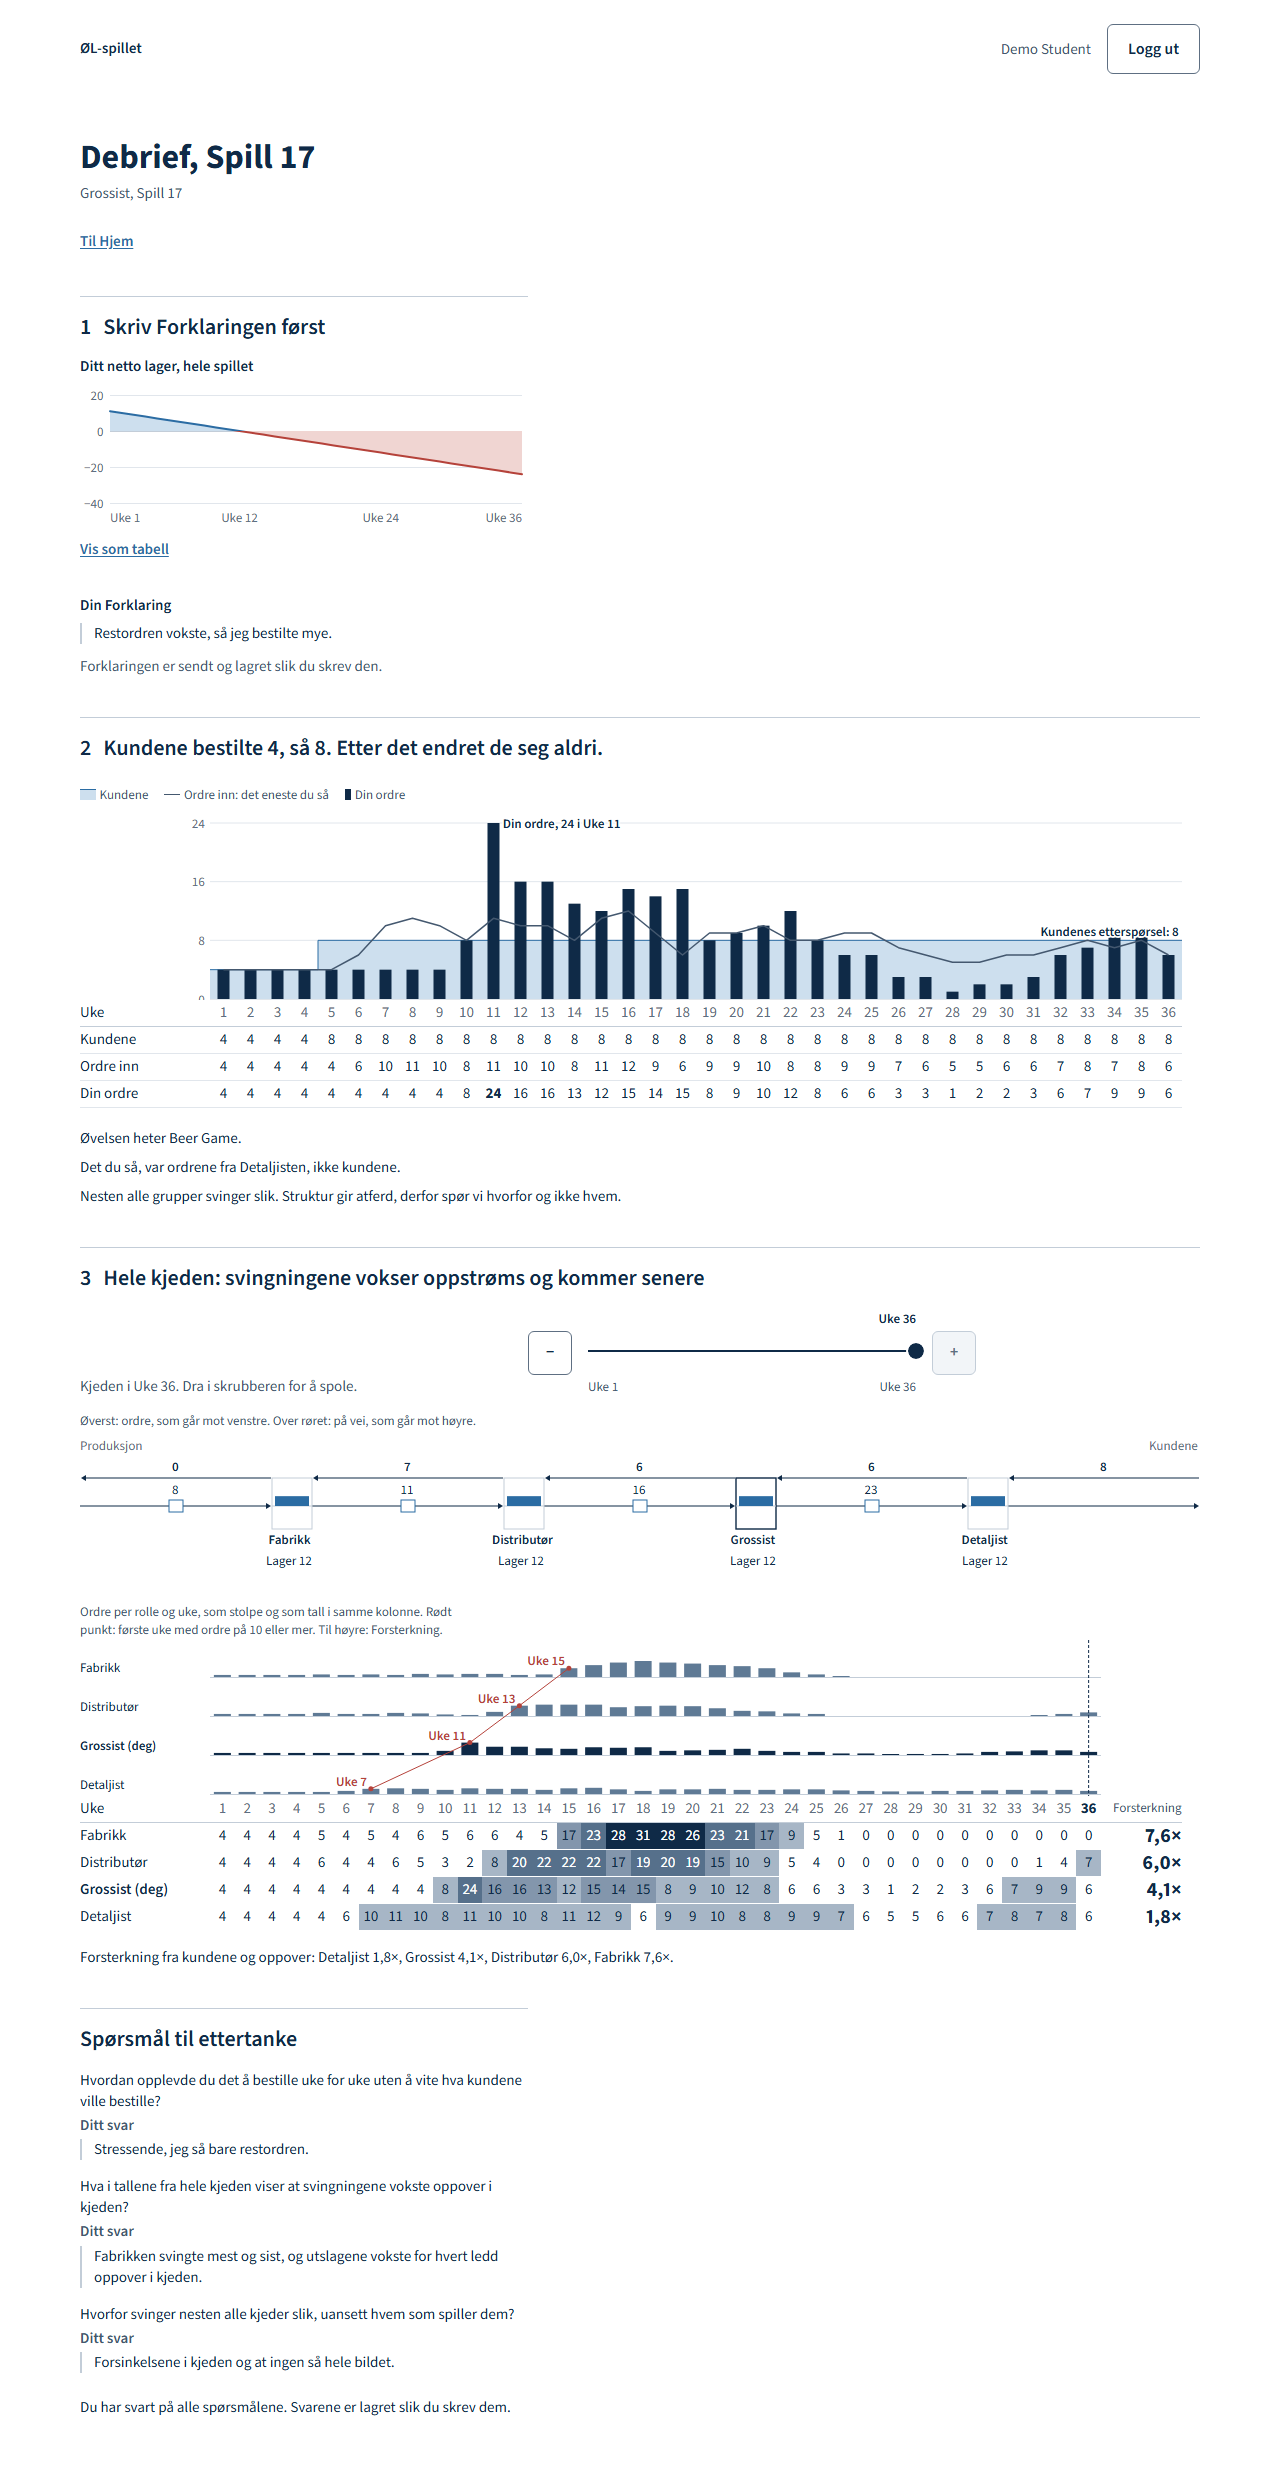 ØL-spillet
Demo Student
Logg ut
Debrief, Spill 17
Grossist, Spill 17
Til Hjem
1 Skriv Forklaringen først
Ditt netto lager, hele spillet
20
0
−20
−40
Uke 1 Uke 12 Uke 24 Uke 36
Vis som tabell
Din Forklaring
Restordren vokste, så jeg bestilte mye.
Forklaringen er sendt og lagret slik du skrev den.
2 Kundene bestilte 4, så 8. Etter det endret de seg aldri.
Kundene Ordre inn: det eneste du så Din ordre
24 Din ordre, 24 i Uke 11
16
Kundenes etterspørsel: 8
8
0
Uke 1 2 3 4 5 6 7 8 9 10 11 12 13 14 15 16 17 18 19 20 21 22 23 24 25 26 27 28 29 30 31 32 33 34 35 36
Kundene 4 4 4 4 8 8 8 8 8 8 8 8 8 8 8 8 8 8 8 8 8 8 8 8 8 8 8 8 8 8 8 8 8 8 8 8
Ordre inn 4 4 4 4 4 6 10 11 10 8 11 10 10 8 11 12 9 6 9 9 10 8 8 9 9 7 6 5 5 6 6 7 8 7 8 6
Din ordre 4 4 4 4 4 4 4 4 4 8 24 16 16 13 12 15 14 15 8 9 10 12 8 6 6 3 3 1 2 2 3 6 7 9 9 6
Øvelsen heter Beer Game.
Det du så, var ordrene fra Detaljisten, ikke kundene.
Nesten alle grupper svinger slik. Struktur gir atferd, derfor spør vi hvorfor og ikke hvem.
3 Hele kjeden: svingningene vokser oppstrøms og kommer senere
Uke 36
− +
Kjeden i Uke 36. Dra i skrubberen for å spole.
Uke 1 Uke 36
Øverst: ordre, som går mot venstre. Over røret: på vei, som går mot høyre.
Produksjon Kundene
0 7 6 6 8
8 11 16 23
Fabrikk Distributør Grossist Detaljist
Lager 12 Lager 12 Lager 12 Lager 12
Ordre per rolle og uke, som stolpe og som tall i samme kolonne. Rødt
punkt: første uke med ordre på 10 eller mer. Til høyre: Forsterkning.
Fabrikk Uke 15
Distributør Uke 13
Grossist (deg) Uke 11
Detaljist Uke 7
Uke 1 2 3 4 5 6 7 8 9 10 11 12 13 14 15 16 17 18 19 20 21 22 23 24 25 26 27 28 29 30 31 32 33 34 35 36 Forsterkning
Fabrikk 4 4 4 4 5 4 5 4 6 5 6 6 4 5 17 23 28 31 28 26 23 21 17 9 5 1 0 0 0 0 0 0 0 0 0 0 7,6×
Distributør 4 4 4 4 6 4 4 6 5 3 2 8 20 22 22 22 17 19 20 19 15 10 9 5 4 0 0 0 0 0 0 0 0 1 4 7 6,0×
Grossist (deg) 4 4 4 4 4 4 4 4 4 8 24 16 16 13 12 15 14 15 8 9 10 12 8 6 6 3 3 1 2 2 3 6 7 9 9 6 4,1×
Detaljist 4 4 4 4 4 6 10 11 10 8 11 10 10 8 11 12 9 6 9 9 10 8 8 9 9 7 6 5 5 6 6 7 8 7 8 6 1,8×
Forsterkning fra kundene og oppover: Detaljist 1,8×, Grossist 4,1×, Distributør 6,0×, Fabrikk 7,6×.
Spørsmål til ettertanke
Hvordan opplevde du det å bestille uke for uke uten å vite hva kundene
ville bestille?
Ditt svar
Stressende, jeg så bare restordren.
Hva i tallene fra hele kjeden viser at svingningene vokste oppover i
kjeden?
Ditt svar
Fabrikken svingte mest og sist, og utslagene vokste for hvert ledd
oppover i kjeden.
Hvorfor svinger nesten alle kjeder slik, uansett hvem som spiller dem?
Ditt svar
Forsinkelsene i kjeden og at ingen så hele bildet.
Du har svart på alle spørsmålene. Svarene er lagret slik du skrev dem.